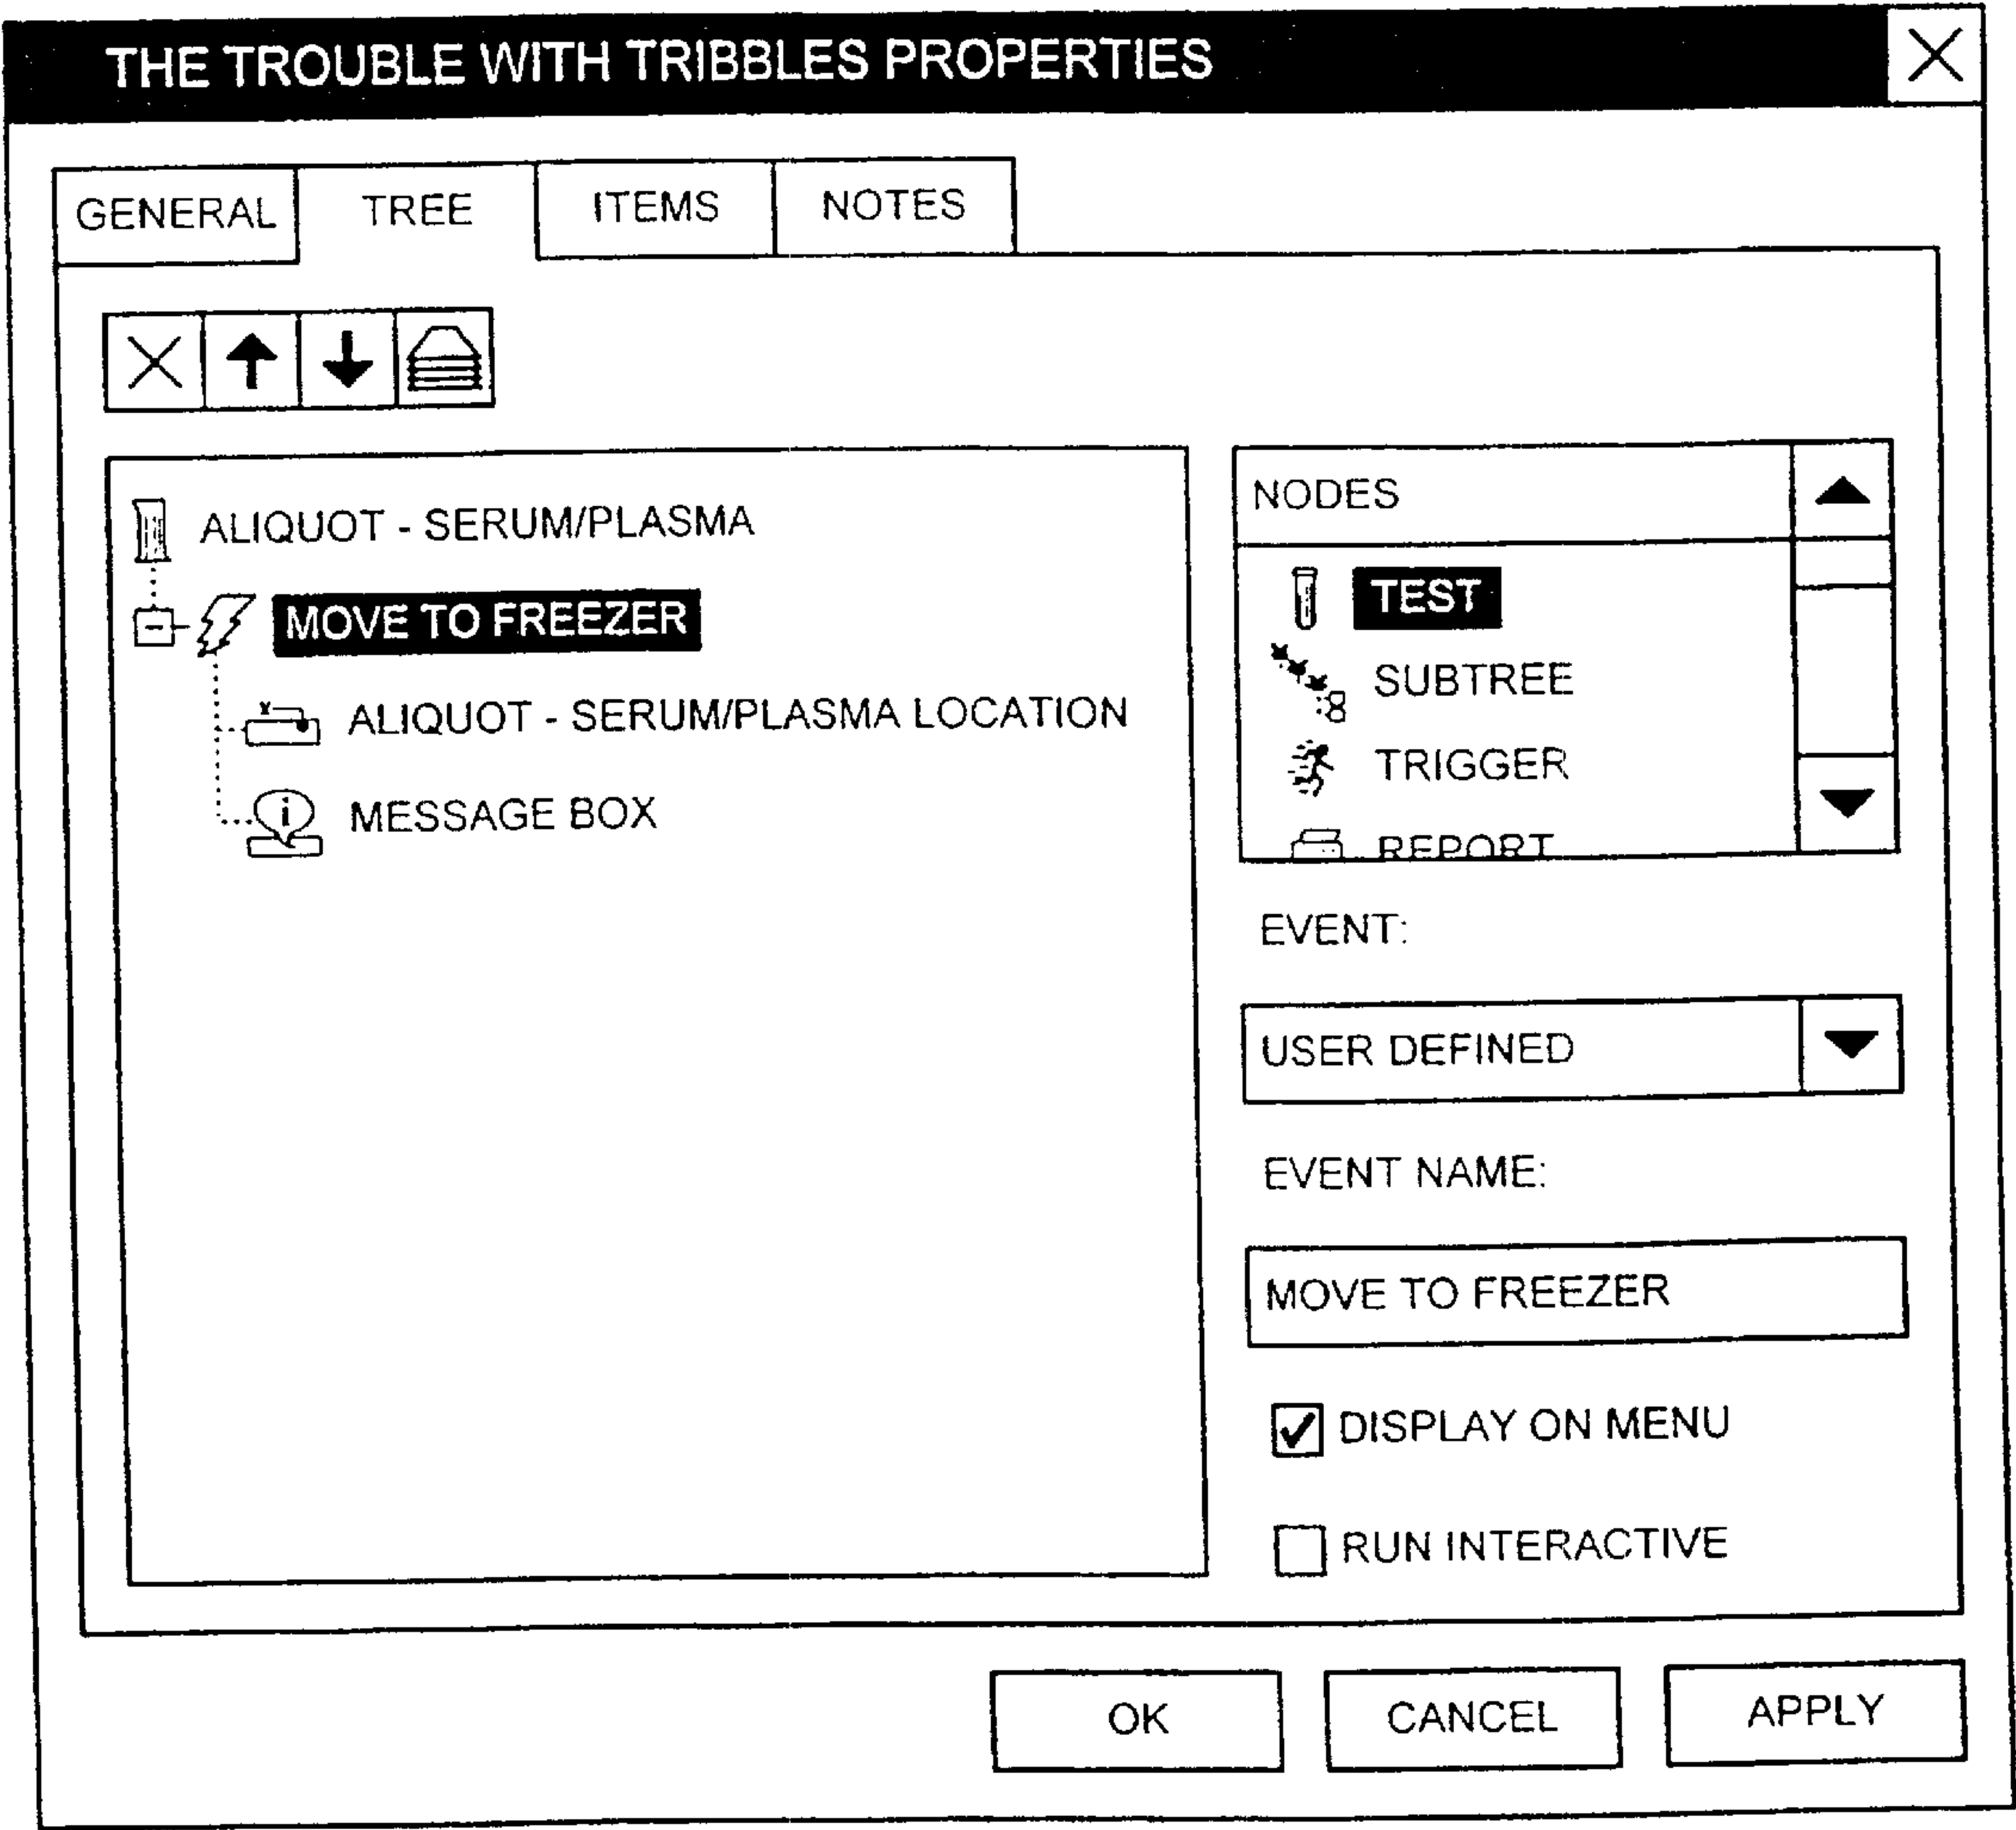 THE TROUBLE WITH TRIBBLES PROPERTIES
GENERAL TREE ITEMS NOTES
ALIQUOT - SERUM/PLASMA
MOVE TO FREEZER
ALIQUOT - SERUM/PLASMA LOCATION
MESSAGE BOX
NODES
TEST
SUBTREE
TRIGGER
REPORT
EVENT:
USER DEFINED
EVENT NAME:
MOVE TO FREEZER
DISPLAY ON MENU
RUN INTERACTIVE
OK CANCEL APPLY